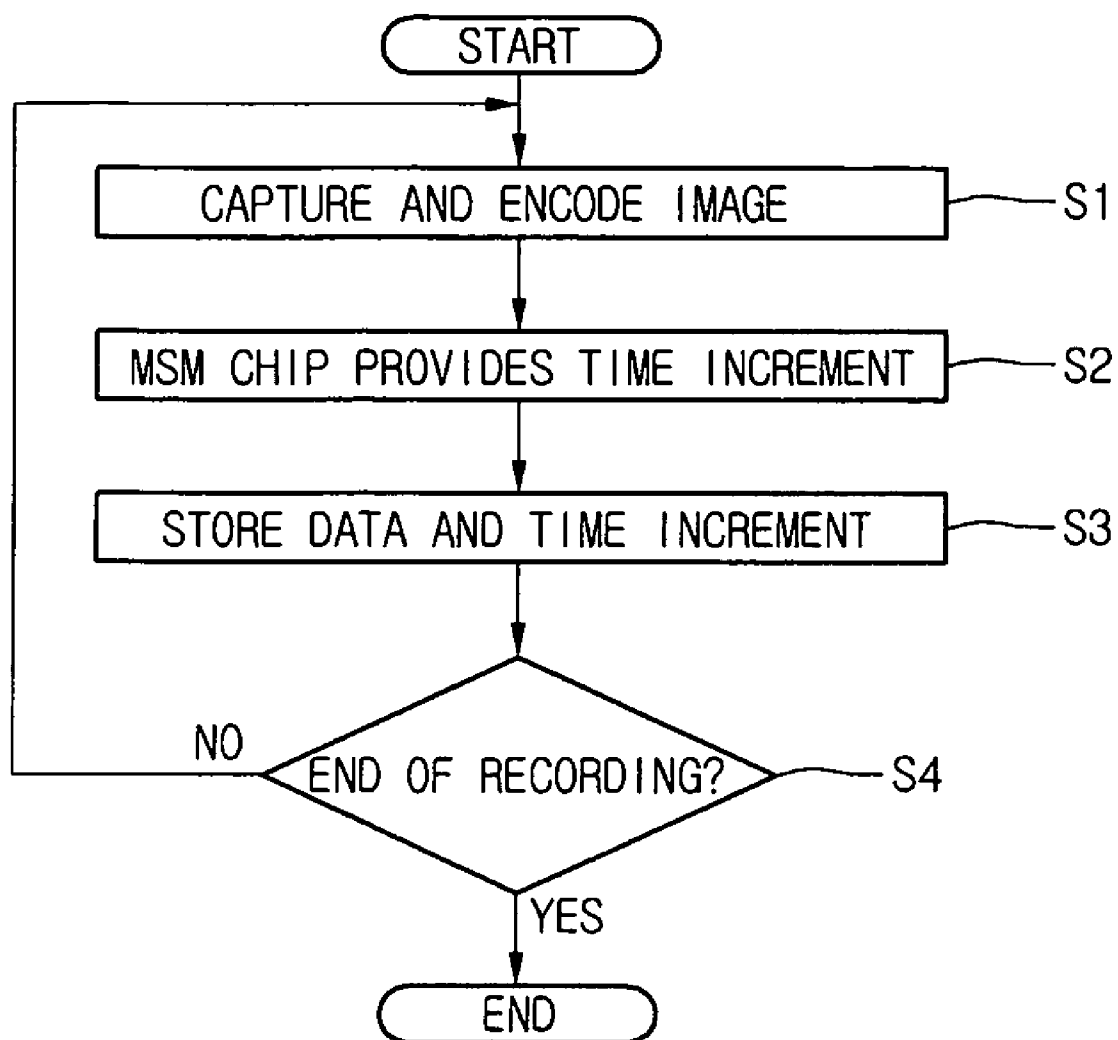 START
CAPTURE AND ENCODE IMAGE
S1
MSM CHIP PROVIDES TIME INCREMENT
S2
STORE DATA AND TIME INCREMENT
S3
NO
END OF RECORDING?
S4
YES
END